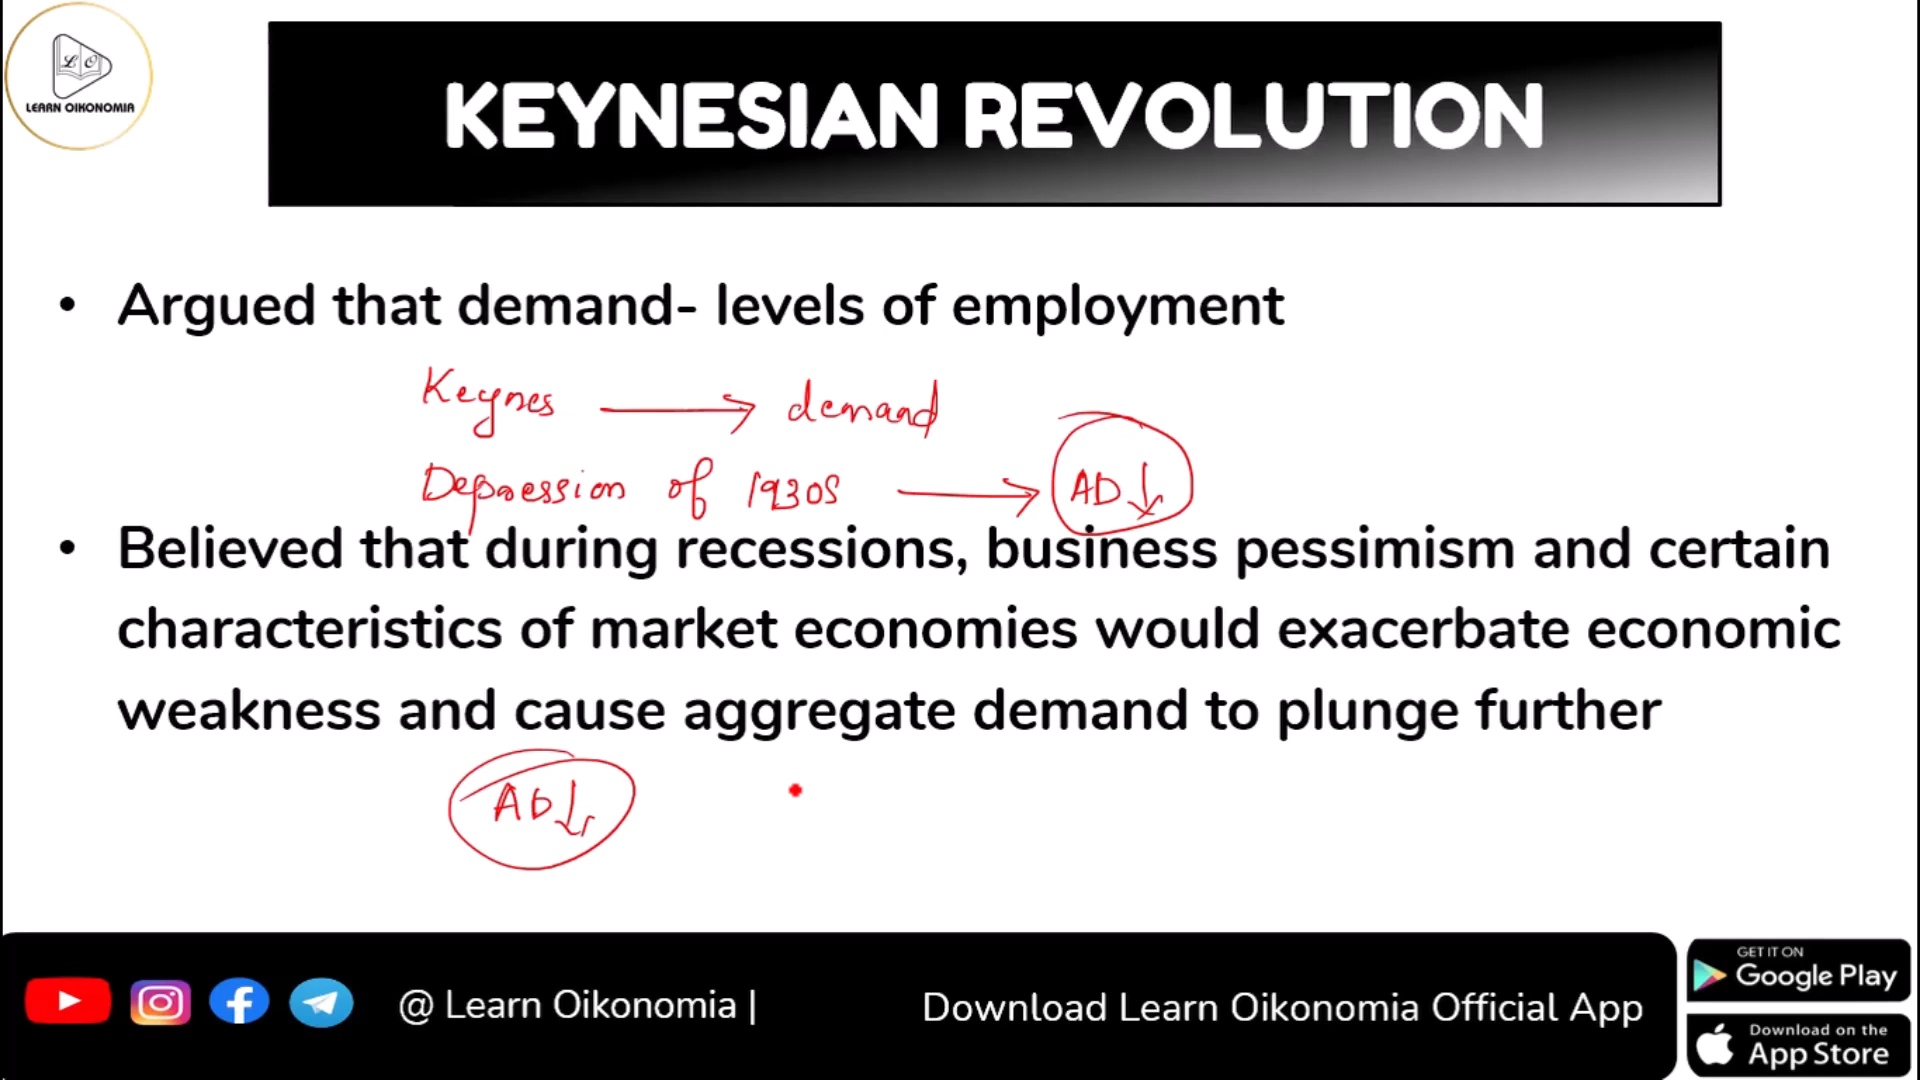 LO
LEARN OIKONOMIA
KEYNESIAN REVOLUTION
• Argued that demand- levels of employment
Keynes → demand
Depression of 1930s → AD↓
• Believed that during recessions, business pessimism and certain
characteristics of market economies would exacerbate economic
weakness and cause aggregate demand to plunge further
AD↓
@ Learn Oikonomia |
Download Learn Oikonomia Official App
GET IT ON
Google Play
Download on the
App Store